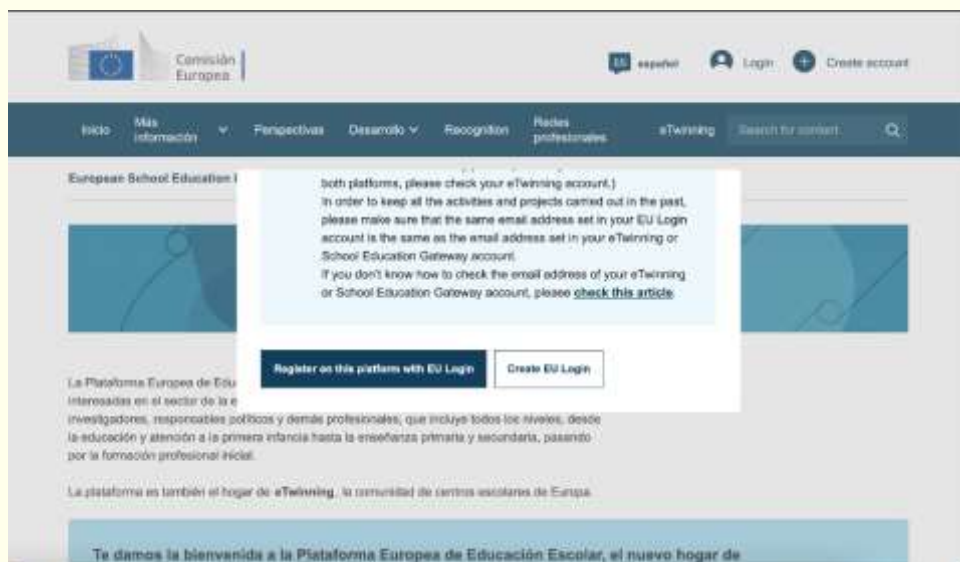 Comisión
Europea
ES español Login Create account
Inicio Más información Perspectivas Desarrollo Recognition Redes profesionales eTwinning Search for content
European School Education
both platforms, please check your eTwinning account.)
In order to keep all the activities and projects carried out in the past,
please make sure that the same email address set in your EU Login
account is the same as the email address set in your eTwinning or
School Education Gateway account.
If you don't know how to check the email address of your eTwinning
or School Education Gateway account, please check this article.
Register on this platform with EU Login Create EU Login
La Plataforma Europea de Edu
interesadas en el sector de la e
investigadores, responsables políticos y demás profesionales, que incluye todos los niveles, desde
la educación y atención a la primera infancia hasta la enseñanza primaria y secundaria, pasando
por la formación profesional inicial.
La plataforma es también el hogar de eTwinning, la comunidad de centros escolares de Europa.
Te damos la bienvenida a la Plataforma Europea de Educación Escolar, el nuevo hogar de